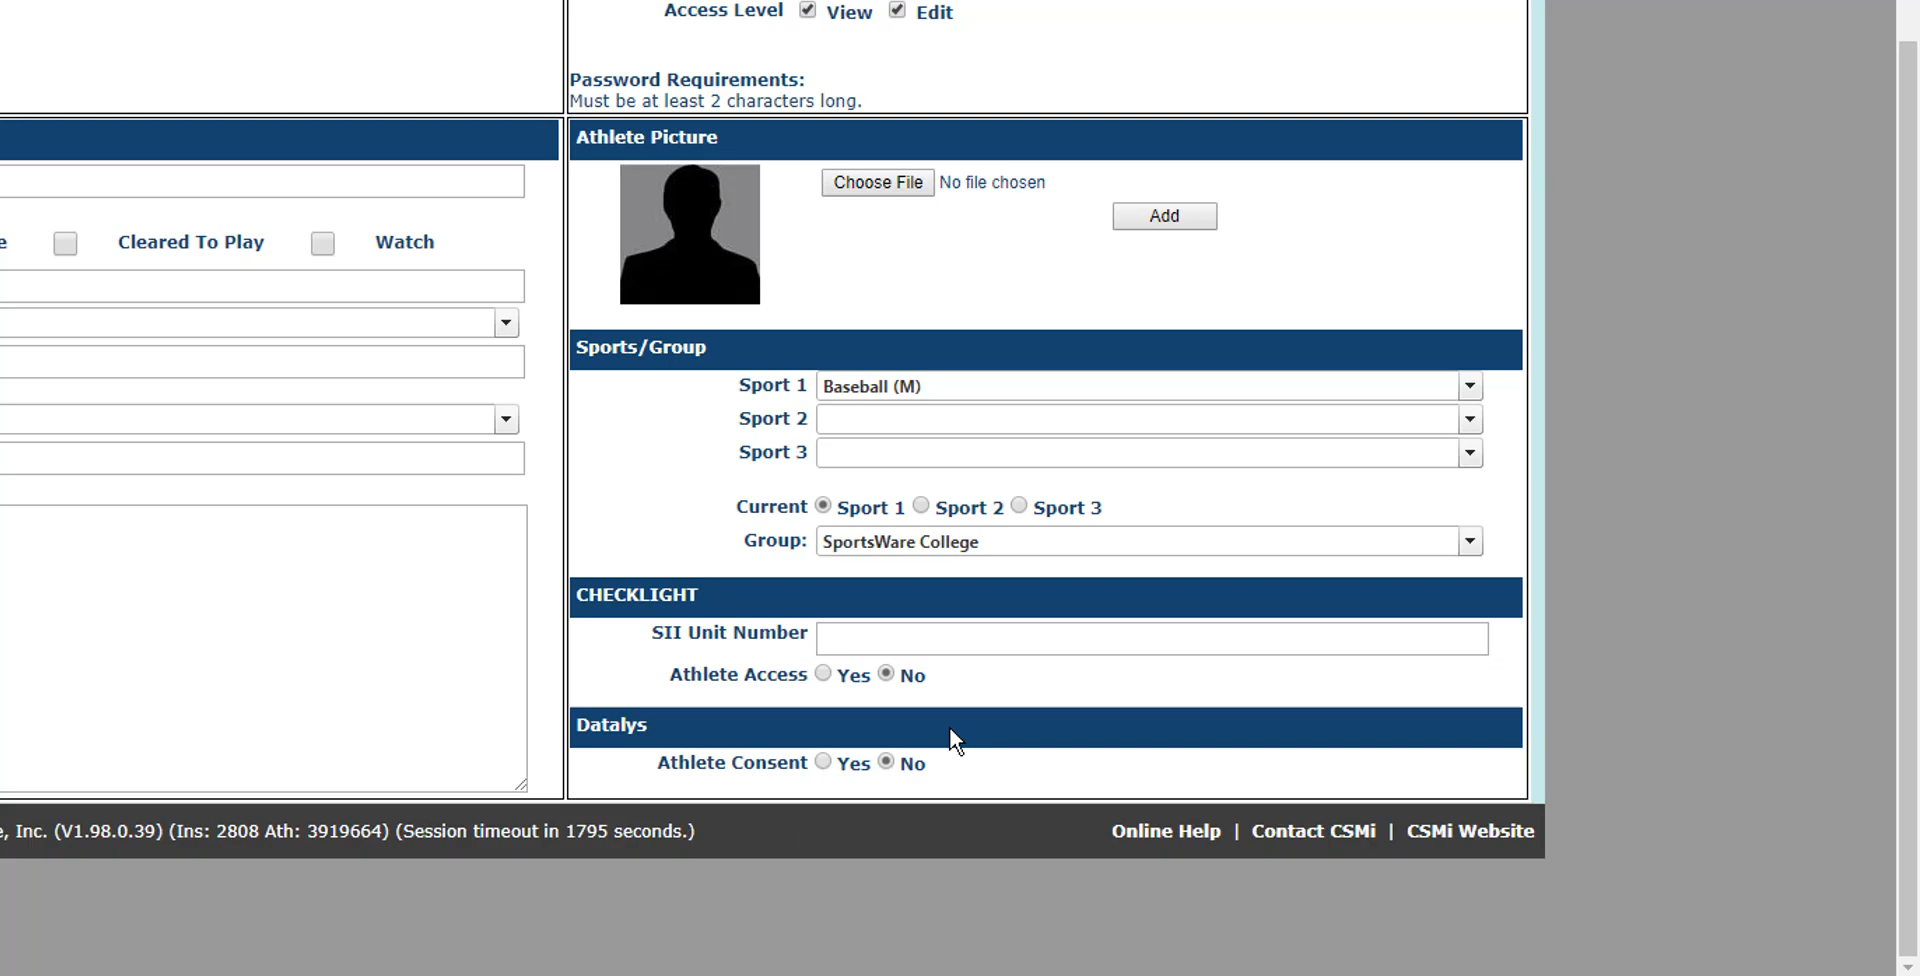 Access Level View Edit
Password Requirements:
Must be at least 2 characters long.
Athlete Picture
Choose File No file chosen
Add
e Cleared To Play Watch
Sports/Group
Sport 1 Baseball (M)
Sport 2
Sport 3
Current Sport 1 Sport 2 Sport 3
Group: SportsWare College
CHECKLIGHT
SII Unit Number
Athlete Access Yes No
Datalys
Athlete Consent Yes No
e, Inc. (V1.98.0.39) (Ins: 2808 Ath: 3919664) (Session timeout in 1795 seconds.)
Online Help | Contact CSMi | CSMi Website